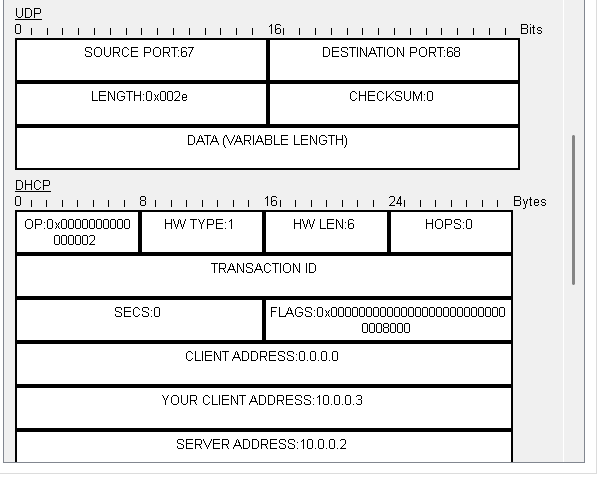 UDP
0 16 Bits
SOURCE PORT:67 DESTINATION PORT:68
LENGTH:0x002e CHECKSUM:0
DATA (VARIABLE LENGTH)
DHCP
0 8 16 24 Bytes
OP:0x0000000000 HW TYPE:1 HW LEN:6 HOPS:0
000002
TRANSACTION ID
SECS:0 FLAGS:0x0000000000000000000000000
0008000
CLIENT ADDRESS:0.0.0.0
YOUR CLIENT ADDRESS:10.0.0.3
SERVER ADDRESS:10.0.0.2